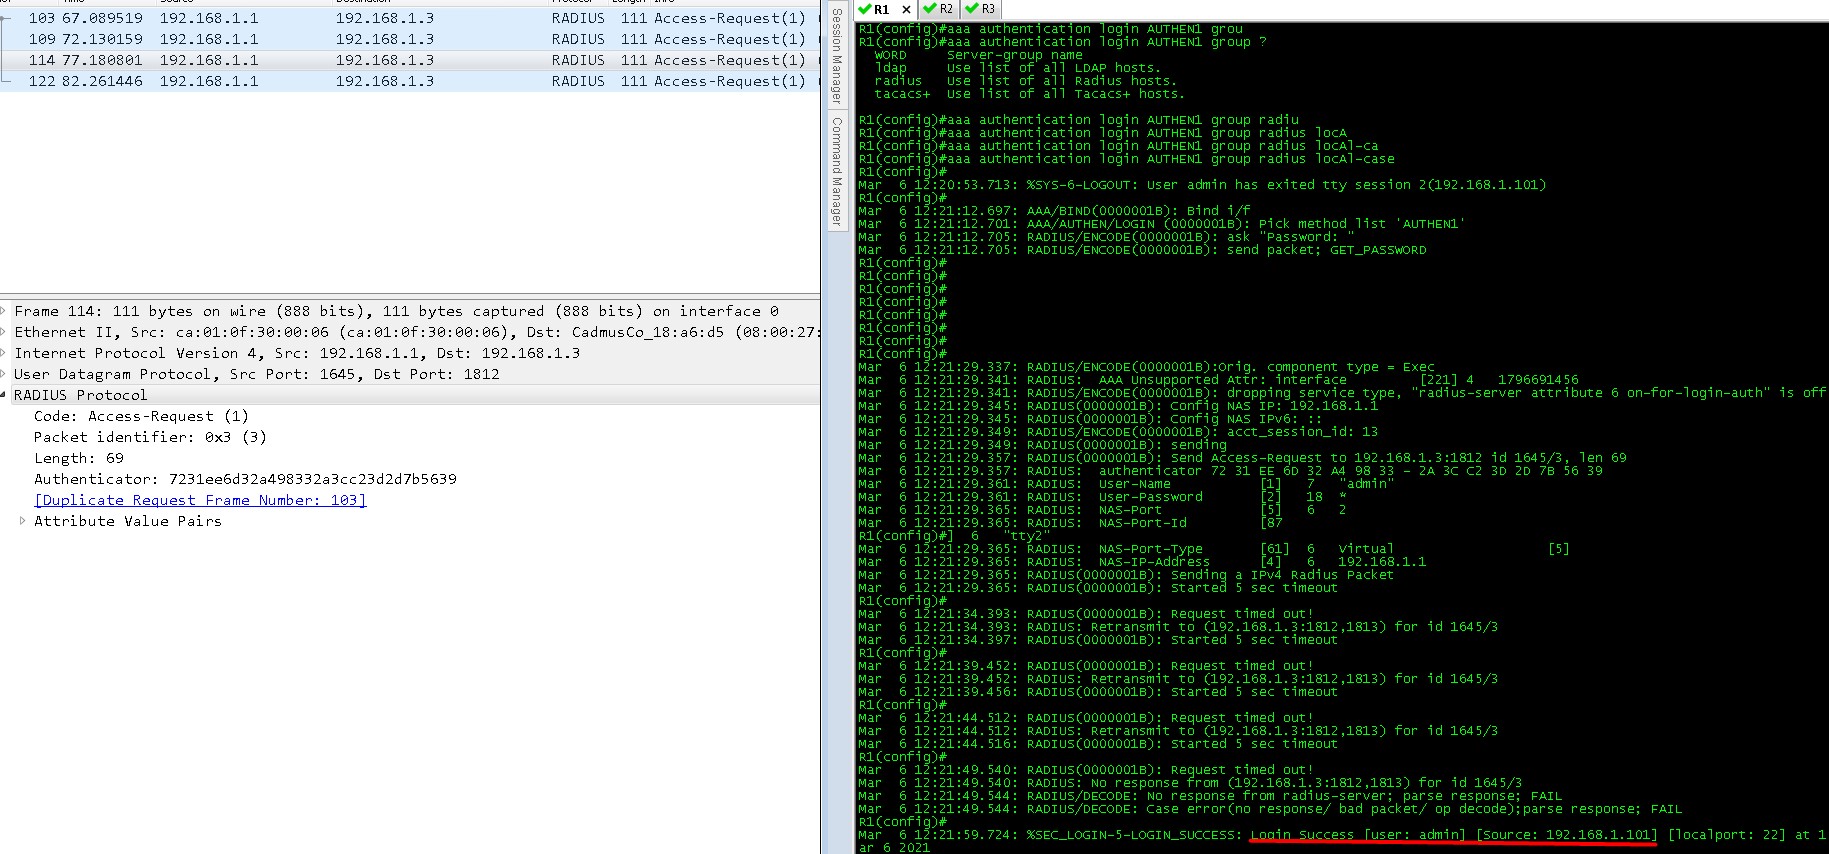 103 67.089519 192.168.1.1 192.168.1.3 RADIUS 111 Access-Request(1)
109 72.130159 192.168.1.1 192.168.1.3 RADIUS 111 Access-Request(1)
114 77.180801 192.168.1.1 192.168.1.3 RADIUS 111 Access-Request(1)
122 82.261446 192.168.1.1 192.168.1.3 RADIUS 111 Access-Request(1)
Frame 114: 111 bytes on wire (888 bits), 111 bytes captured (888 bits) on interface 0
Ethernet II, Src: ca:01:0f:30:00:06 (ca:01:0f:30:00:06), Dst: CadmusCo_18:a6:d5 (08:00:27:
Internet Protocol Version 4, Src: 192.168.1.1, Dst: 192.168.1.3
User Datagram Protocol, Src Port: 1645, Dst Port: 1812
RADIUS Protocol
Code: Access-Request (1)
Packet identifier: 0x3 (3)
Length: 69
Authenticator: 7231ee6d32a498332a3cc23d2d7b5639
[Duplicate Request Frame Number: 103]
Attribute Value Pairs
Session Manager
Command Manager
R1 × R2 R3
R1(config)#aaa authentication login AUTHEN1 grou
R1(config)#aaa authentication login AUTHEN1 group ?
WORD Server-group name
ldap Use list of all LDAP hosts.
radius Use list of all Radius hosts.
tacacs+ Use list of all Tacacs+ hosts.
R1(config)#aaa authentication login AUTHEN1 group radiu
R1(config)#aaa authentication login AUTHEN1 group radius locA
R1(config)#aaa authentication login AUTHEN1 group radius locAl-ca
R1(config)#aaa authentication login AUTHEN1 group radius locAl-case
R1(config)#
Mar 6 12:20:53.713: %SYS-6-LOGOUT: User admin has exited tty session 2(192.168.1.101)
R1(config)#
Mar 6 12:21:12.697: AAA/BIND(0000001B): Bind i/f
Mar 6 12:21:12.701: AAA/AUTHEN/LOGIN (0000001B): Pick method list 'AUTHEN1'
Mar 6 12:21:12.705: RADIUS/ENCODE(0000001B): ask "Password: "
Mar 6 12:21:12.705: RADIUS/ENCODE(0000001B): send packet; GET_PASSWORD
R1(config)#
R1(config)#
R1(config)#
R1(config)#
R1(config)#
R1(config)#
R1(config)#
R1(config)#
Mar 6 12:21:29.337: RADIUS/ENCODE(0000001B):Orig. component type = Exec
Mar 6 12:21:29.341: RADIUS: AAA Unsupported Attr: interface [221] 4 1796691456
Mar 6 12:21:29.341: RADIUS/ENCODE(0000001B): dropping service type, "radius-server attribute 6 on-for-login-auth" is off
Mar 6 12:21:29.345: RADIUS(0000001B): Config NAS IP: 192.168.1.1
Mar 6 12:21:29.345: RADIUS(0000001B): Config NAS IPv6: ::
Mar 6 12:21:29.349: RADIUS/ENCODE(0000001B): acct_session_id: 13
Mar 6 12:21:29.349: RADIUS(0000001B): sending
Mar 6 12:21:29.357: RADIUS(0000001B): Send Access-Request to 192.168.1.3:1812 id 1645/3, len 69
Mar 6 12:21:29.357: RADIUS: authenticator 72 31 EE 6D 32 A4 98 33 - 2A 3C C2 3D 2D 7B 56 39
Mar 6 12:21:29.361: RADIUS: User-Name [1] 7 "admin"
Mar 6 12:21:29.361: RADIUS: User-Password [2] 18 *
Mar 6 12:21:29.365: RADIUS: NAS-Port [5] 6 2
Mar 6 12:21:29.365: RADIUS: NAS-Port-Id [87
R1(config)#] 6 "tty2"
Mar 6 12:21:29.365: RADIUS: NAS-Port-Type [61] 6 Virtual [5]
Mar 6 12:21:29.365: RADIUS: NAS-IP-Address [4] 6 192.168.1.1
Mar 6 12:21:29.365: RADIUS(0000001B): Sending a IPv4 Radius Packet
Mar 6 12:21:29.365: RADIUS(0000001B): Started 5 sec timeout
R1(config)#
Mar 6 12:21:34.393: RADIUS(0000001B): Request timed out!
Mar 6 12:21:34.393: RADIUS: Retransmit to (192.168.1.3:1812,1813) for id 1645/3
Mar 6 12:21:34.397: RADIUS(0000001B): Started 5 sec timeout
R1(config)#
Mar 6 12:21:39.452: RADIUS(0000001B): Request timed out!
Mar 6 12:21:39.452: RADIUS: Retransmit to (192.168.1.3:1812,1813) for id 1645/3
Mar 6 12:21:39.456: RADIUS(0000001B): Started 5 sec timeout
R1(config)#
Mar 6 12:21:44.512: RADIUS(0000001B): Request timed out!
Mar 6 12:21:44.512: RADIUS: Retransmit to (192.168.1.3:1812,1813) for id 1645/3
Mar 6 12:21:44.516: RADIUS(0000001B): Started 5 sec timeout
R1(config)#
Mar 6 12:21:49.540: RADIUS(0000001B): Request timed out!
Mar 6 12:21:49.540: RADIUS: No response from (192.168.1.3:1812,1813) for id 1645/3
Mar 6 12:21:49.544: RADIUS/DECODE: No response from radius-server; parse response; FAIL
Mar 6 12:21:49.544: RADIUS/DECODE: Case error(no response/ bad packet/ op decode);parse response; FAIL
R1(config)#
Mar 6 12:21:59.724: %SEC_LOGIN-5-LOGIN_SUCCESS: Login Success [user: admin] [Source: 192.168.1.101] [localport: 22] at 1
ar 6 2021